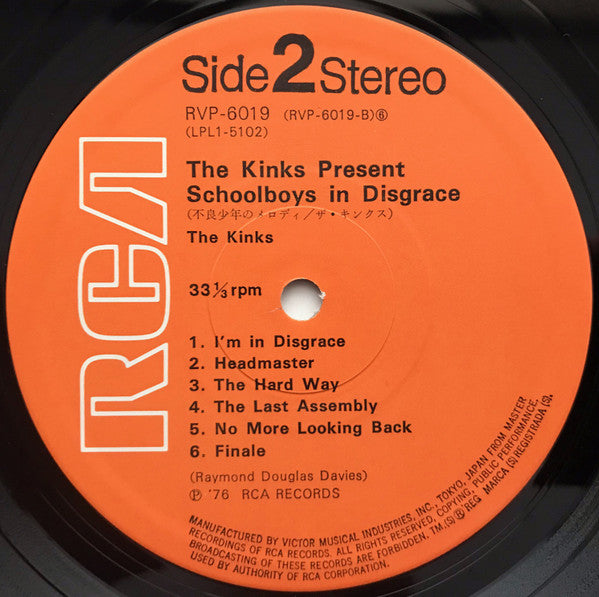 Side 2 Stereo
RVP-6019 (RVP-6019-B)⑥
(LPL1-5102)
The Kinks Present
Schoolboys in Disgrace
(不良少年のメロディ/ザ・キンクス)
The Kinks
33⅓ rpm
1. I'm in Disgrace
2. Headmaster
3. The Hard Way
4. The Last Assembly
5. No More Looking Back
6. Finale
(Raymond Douglas Davies)
Ⓟ '76 RCA RECORDS
RCA
MANUFACTURED BY VICTOR MUSICAL INDUSTRIES, INC. TOKYO, JAPAN FROM MASTER
RECORDINGS OF RCA RECORDS. ALL RIGHTS RESERVED, COPYING, PUBLIC PERFORMANCE,
BROADCASTING OF THESE RECORDS ARE FORBIDDEN. TM.(S) ® REG MARCA (S) REGISTRADA (S).
USED BY AUTHORITY OF RCA CORPORATION.